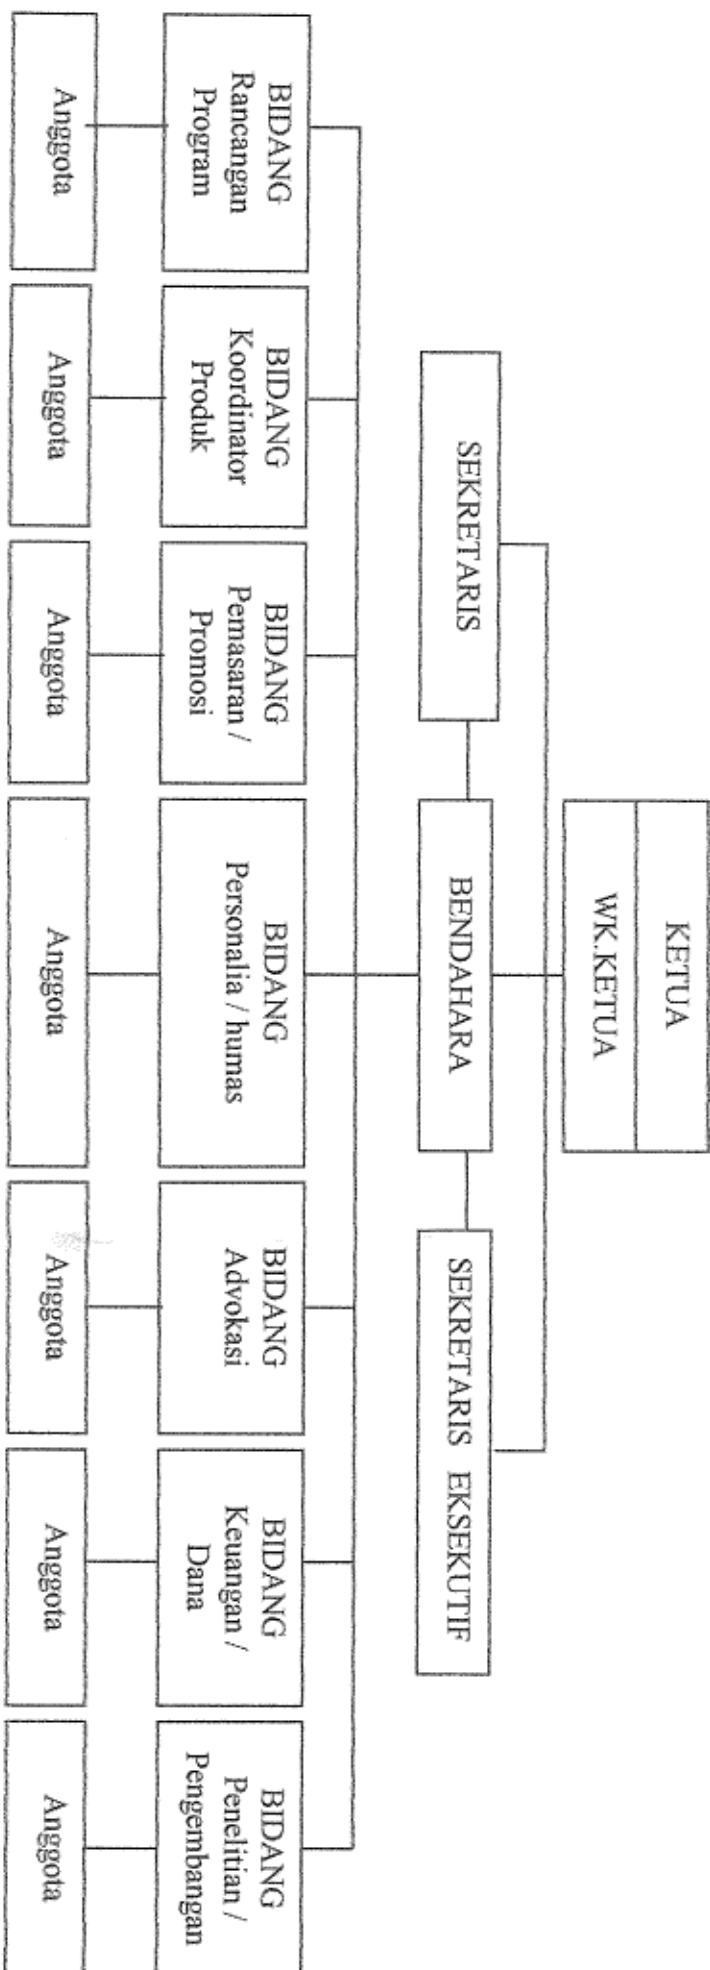 KETUA
WK.KETUA
SEKRETARIS
BENDAHARA
SEKRETARIS EKSEKUTIF
BIDANG
Rancangan
Program
BIDANG
Koordinator
Produk
BIDANG
Pemasaran /
Promosi
BIDANG
Personalia / humas
BIDANG
Advokasi
BIDANG
Keuangan /
Dana
BIDANG
Penelitian /
Pengembangan
Anggota
Anggota
Anggota
Anggota
Anggota
Anggota
Anggota